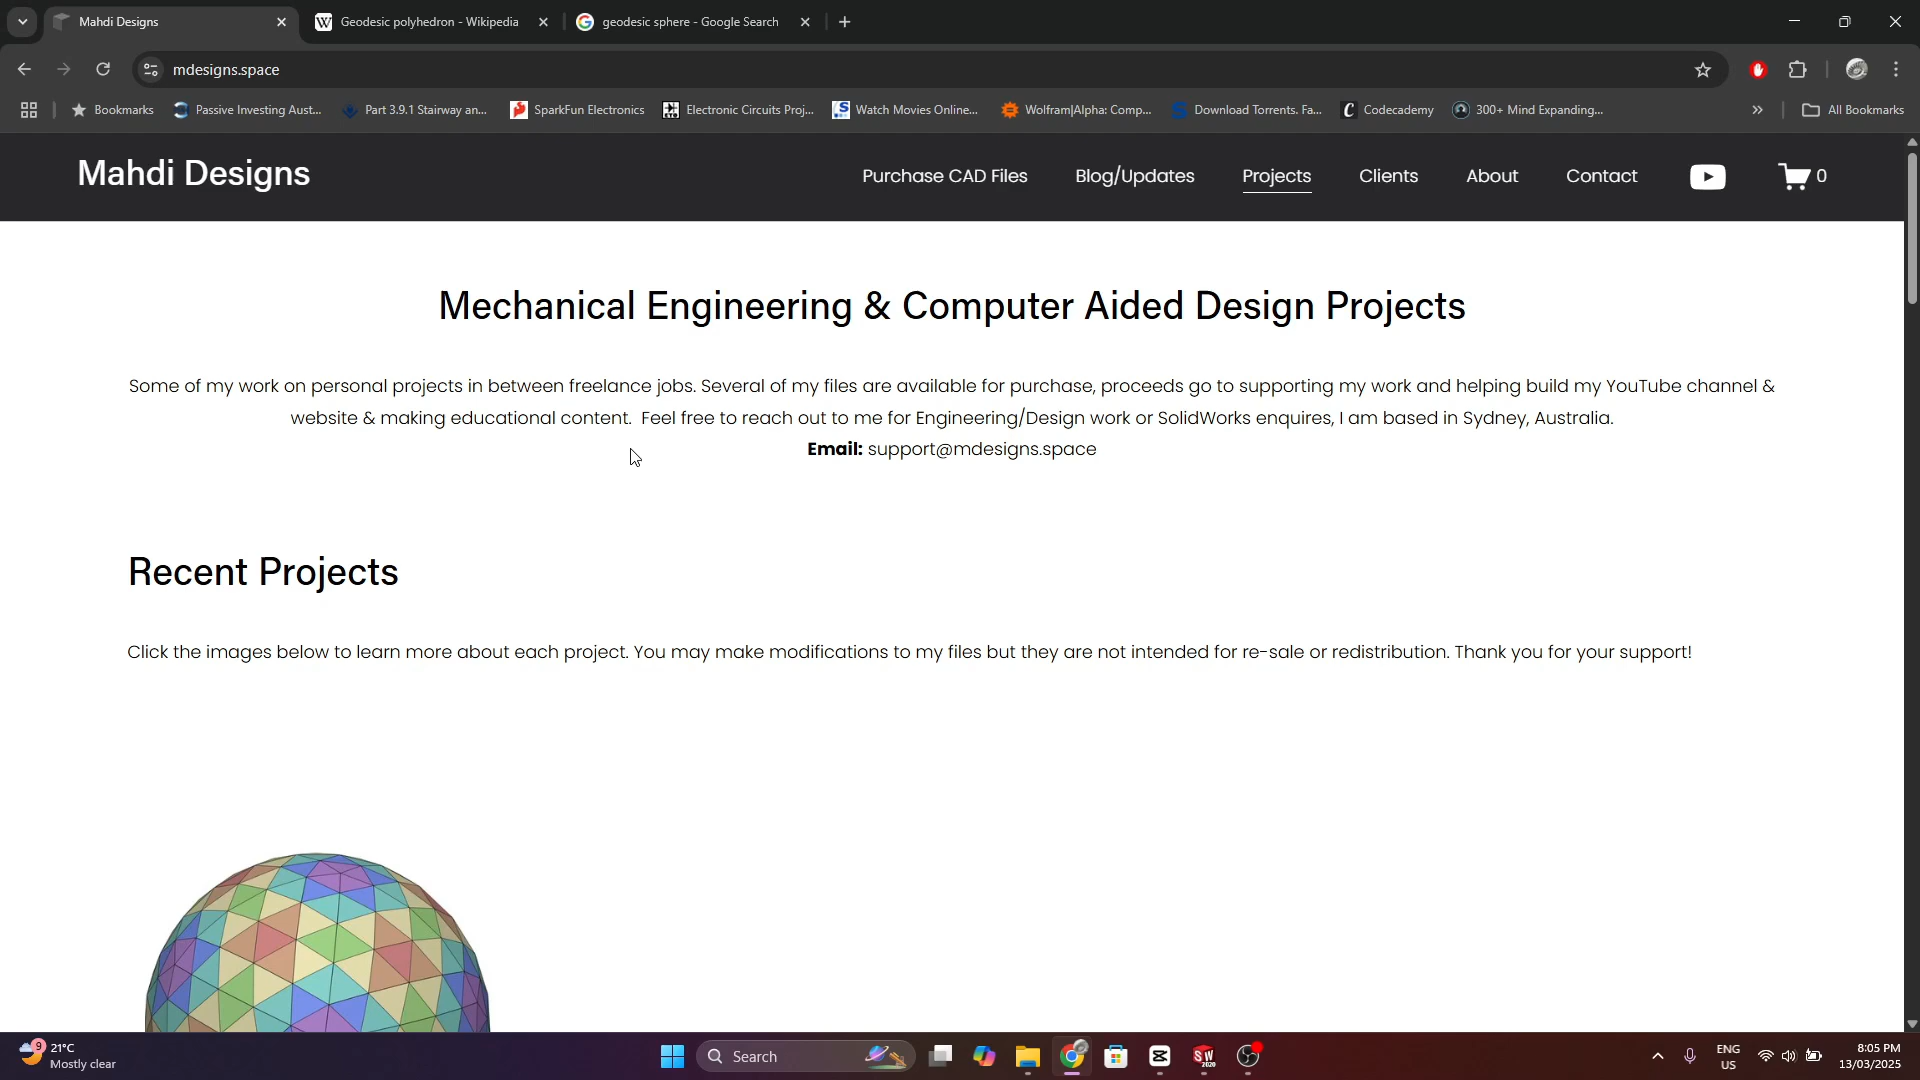 Mahdi Designs
Geodesic polyhedron - Wikipedia
geodesic sphere - Google Search
mdesigns.space
Bookmarks
Passive Investing Aust...
Part 3.9.1 Stairway an...
SparkFun Electronics
Electronic Circuits Proj...
Watch Movies Online...
Wolfram|Alpha: Comp...
Download Torrents. Fa...
Codecademy
300+ Mind Expanding...
All Bookmarks
Mahdi Designs
Purchase CAD Files
Blog/Updates
Projects
Clients
About
Contact
0
Mechanical Engineering & Computer Aided Design Projects
Some of my work on personal projects in between freelance jobs. Several of my files are available for purchase, proceeds go to supporting my work and helping build my YouTube channel &
website & making educational content. Feel free to reach out to me for Engineering/Design work or SolidWorks enquires, I am based in Sydney, Australia.
Email: support@mdesigns.space
Recent Projects
Click the images below to learn more about each project. You may make modifications to my files but they are not intended for re-sale or redistribution. Thank you for your support!
9
21°C
Mostly clear
Search
SW
2020
ENG
US
8:05 PM
13/03/2025